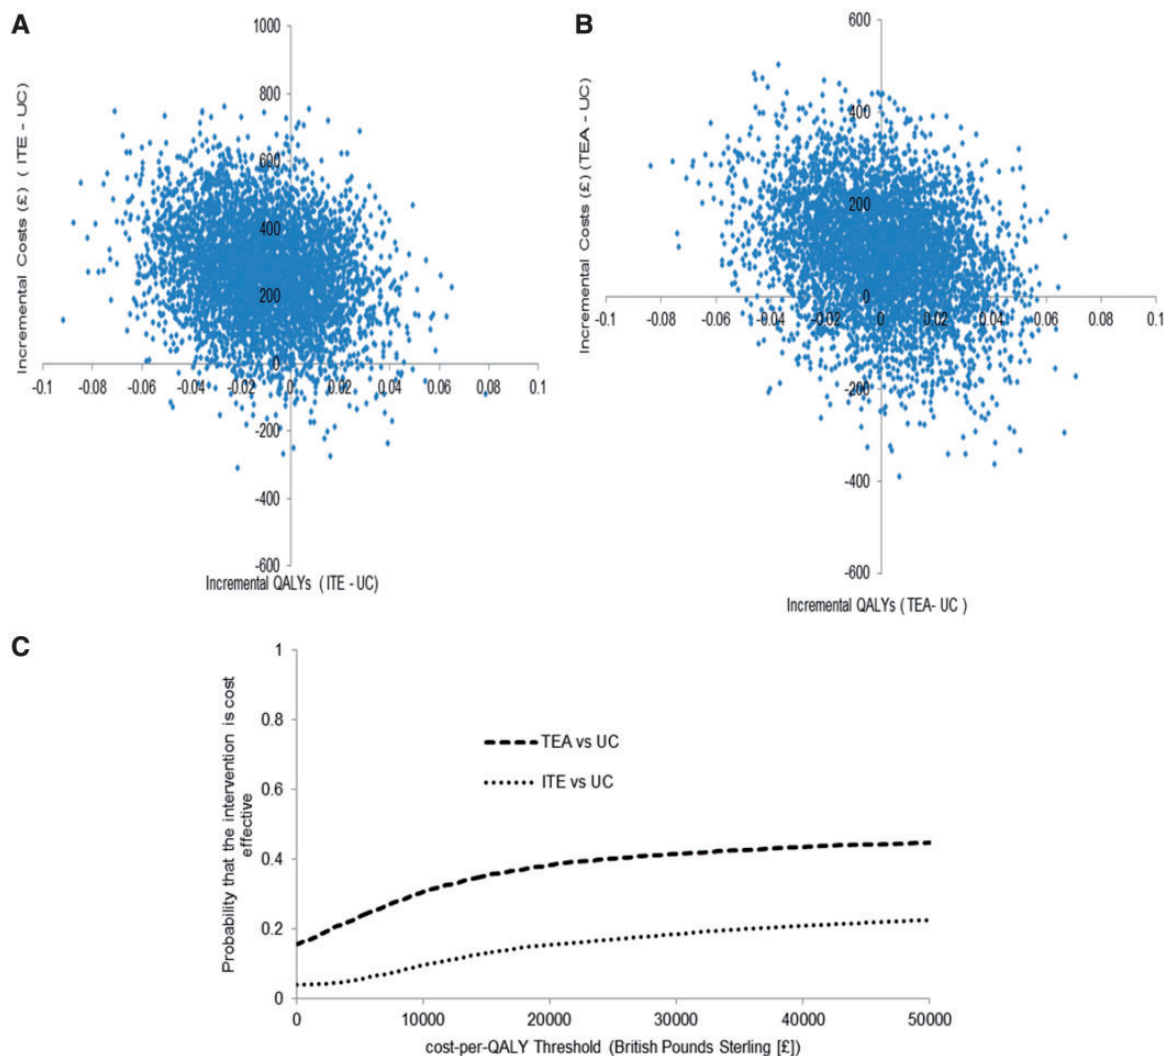 A
Incremental Costs (£) ( ITE - UC)
1000
800
600
400
200
0
-200
-400
-600
-0.1 -0.08 -0.06 -0.04 -0.02 0 0.02 0.04 0.06 0.08 0.1
Incremental QALYs ( ITE - UC)
B
Incremental Costs (£) (TEA - UC)
600
400
200
0
-200
-400
-600
-0.1 -0.08 -0.06 -0.04 -0.02 0 0.02 0.04 0.06 0.08 0.1
Incremental QALYs (TEA- UC )
C
Probability that the intervention is cost
effective
1
0.8
0.6
0.4
0.2
0
TEA vs UC
ITE vs UC
0 10000 20000 30000 40000 50000
cost-per-QALY Threshold (British Pounds Sterling [£])